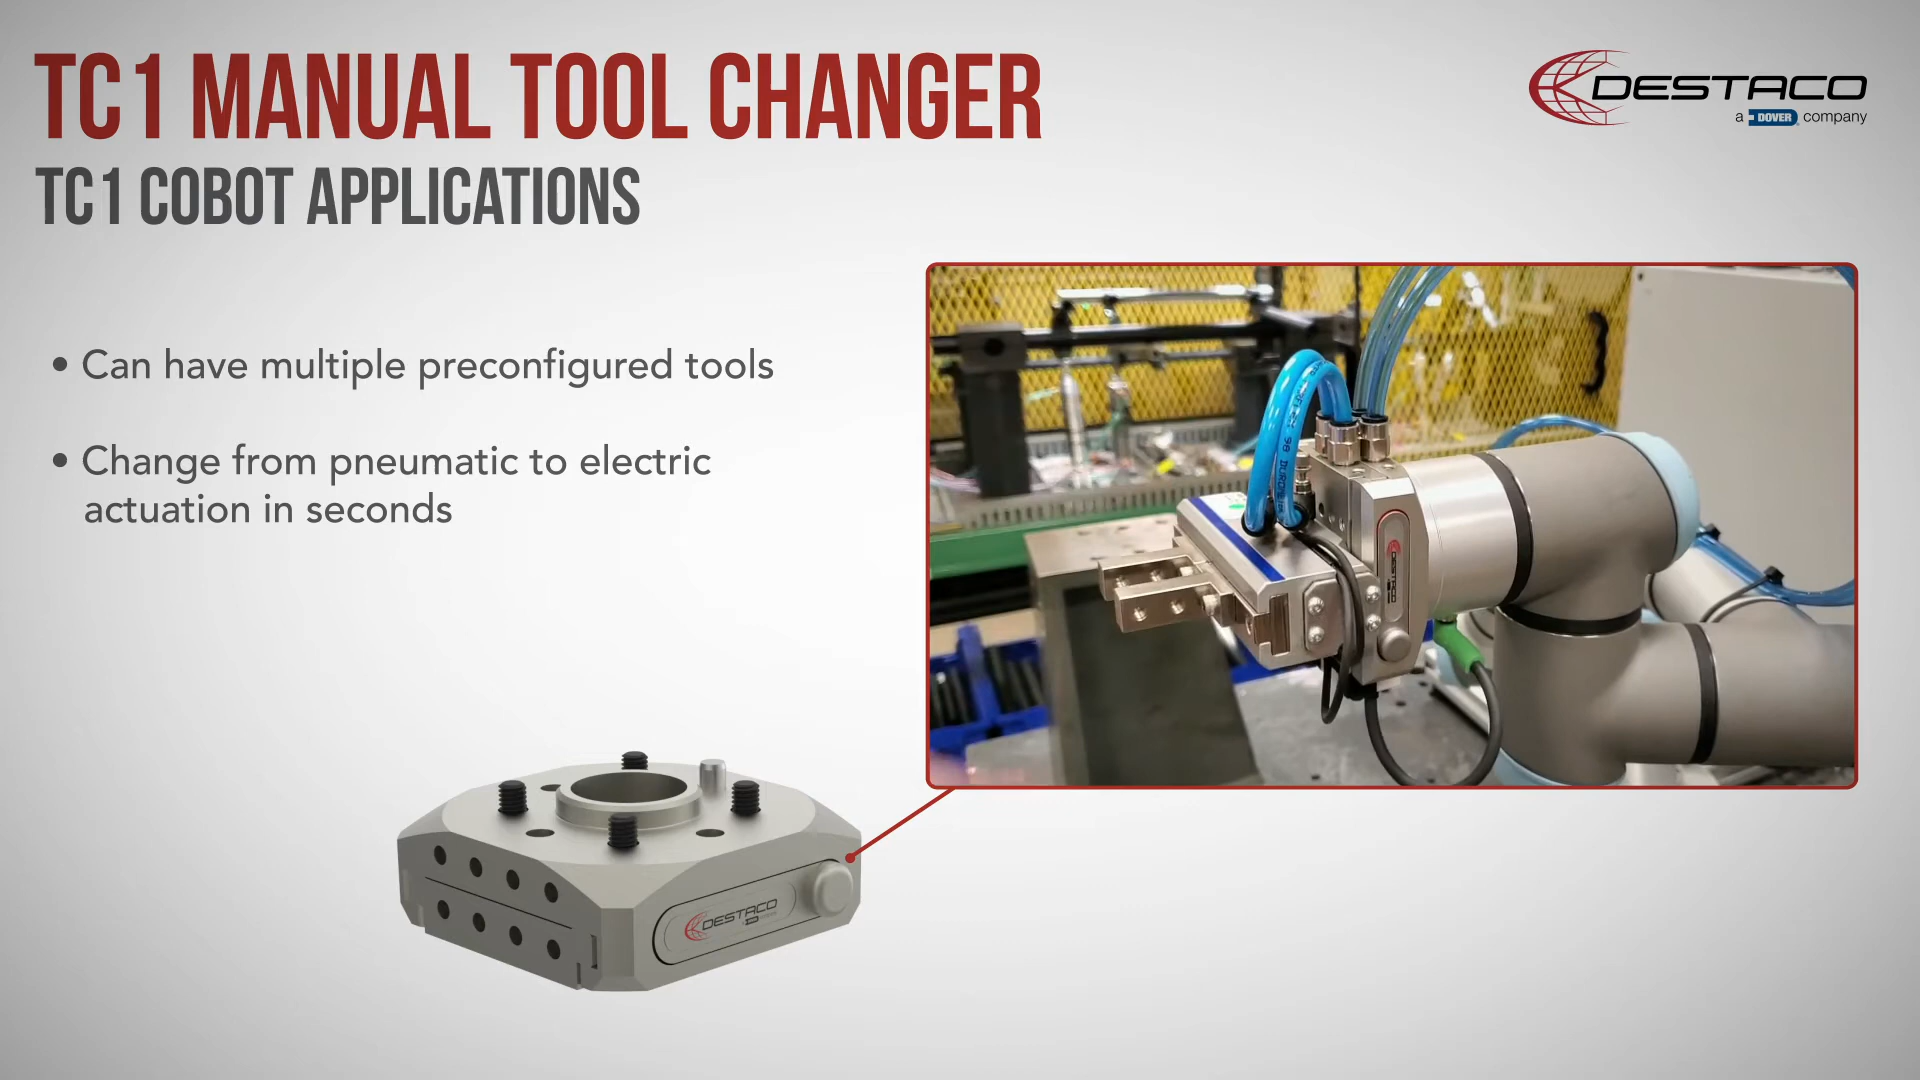 TC1 MANUAL TOOL CHANGER
DESTACO
a DOVER company
TC1 COBOT APPLICATIONS
• Can have multiple preconfigured tools
• Change from pneumatic to electric
actuation in seconds
DESTACO
DESTACO